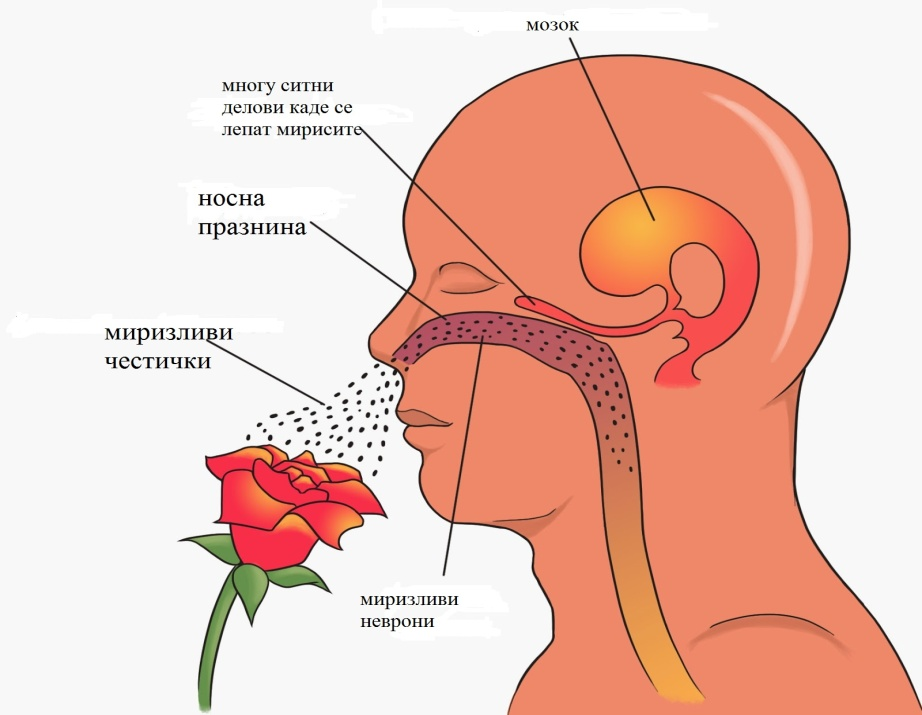 мозок
многу ситни
делови каде се
лепат мирисите
носна
празнина
миризливи
честички
миризливи
неврони